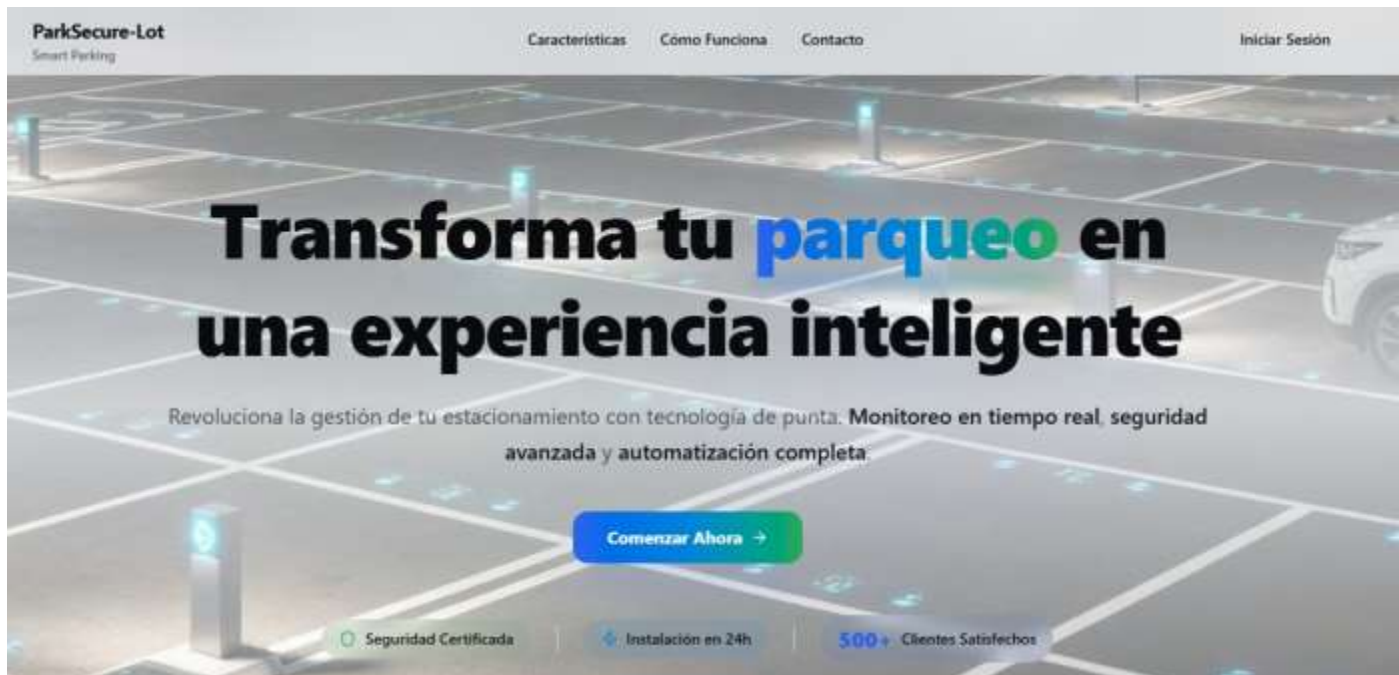 ParkSecure-Lot
Smart Parking
Características
Cómo Funciona
Contacto
Iniciar Sesión
Transforma tu parqueo en
una experiencia inteligente
Revoluciona la gestión de tu estacionamiento con tecnología de punta. Monitoreo en tiempo real, seguridad
avanzada y automatización completa.
Comenzar Ahora →
Seguridad Certificada
Instalación en 24h
500+ Clientes Satisfechos